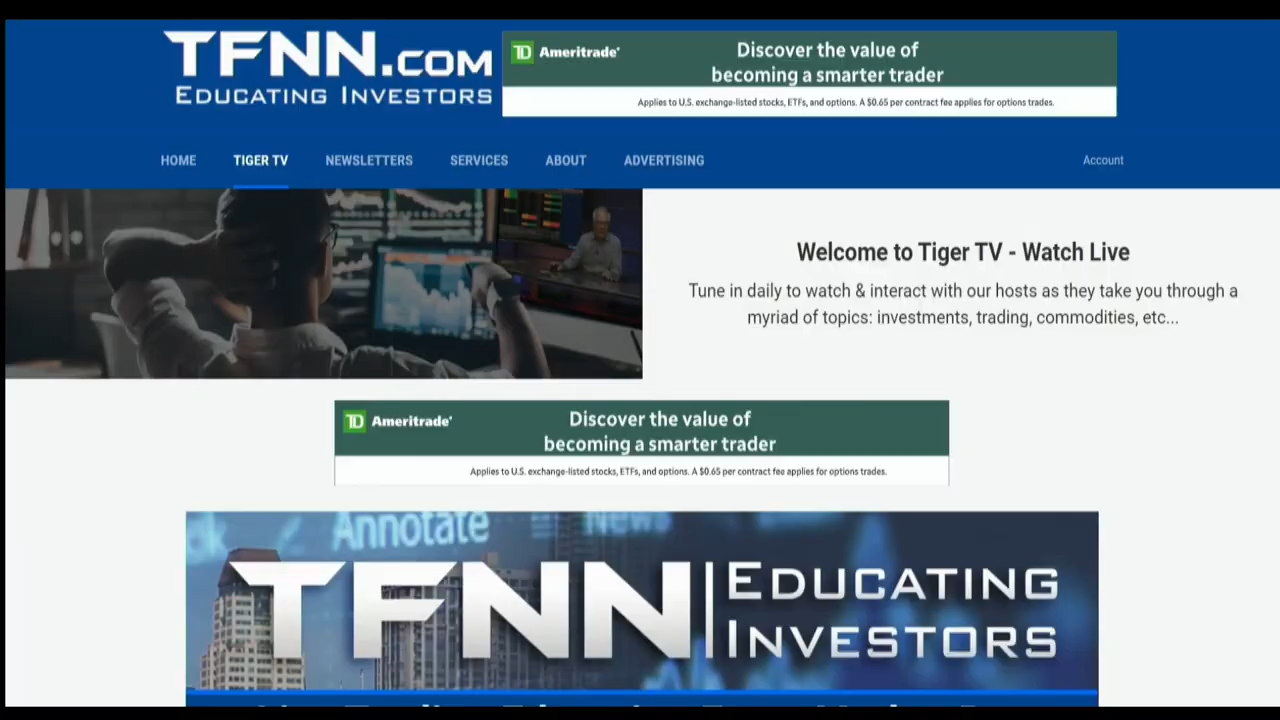 TFNN.COM
EDUCATING INVESTORS
TD Ameritrade
Discover the value of
becoming a smarter trader
Applies to U.S. exchange-listed stocks, ETFs, and options. A $0.65 per contract fee applies for options trades.
HOME TIGER TV NEWSLETTERS SERVICES ABOUT ADVERTISING Account
Welcome to Tiger TV - Watch Live
Tune in daily to watch & interact with our hosts as they take you through a
myriad of topics: investments, trading, commodities, etc...
TD Ameritrade
Discover the value of
becoming a smarter trader
Applies to U.S. exchange-listed stocks, ETFs, and options. A $0.65 per contract fee applies for options trades.
Annotate News
TFNN EDUCATING
INVESTORS